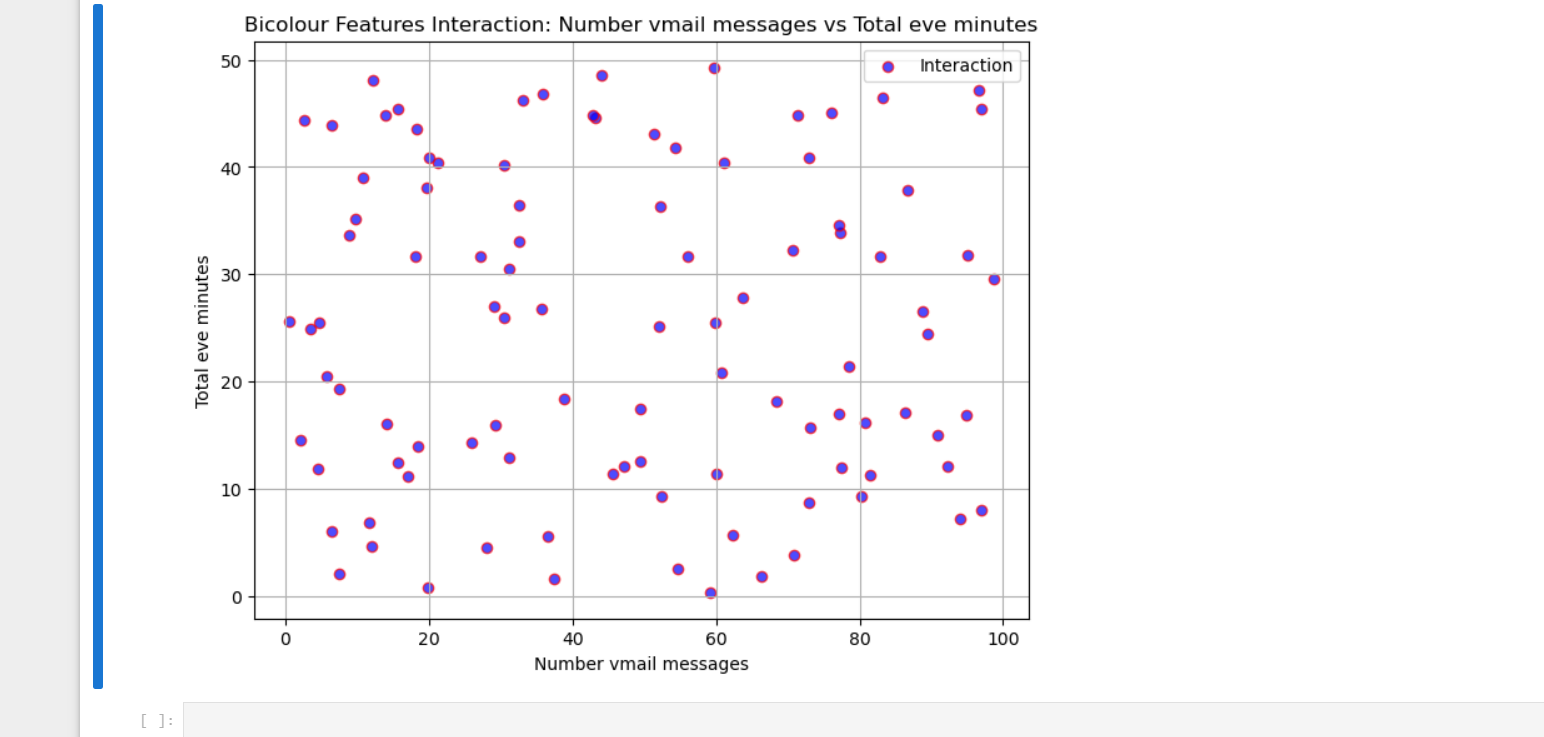 Bicolour Features Interaction: Number vmail messages vs Total eve minutes
Interaction
50
40
30
20
10
0
Total eve minutes
0 20 40 60 80 100
Number vmail messages
[ ]: